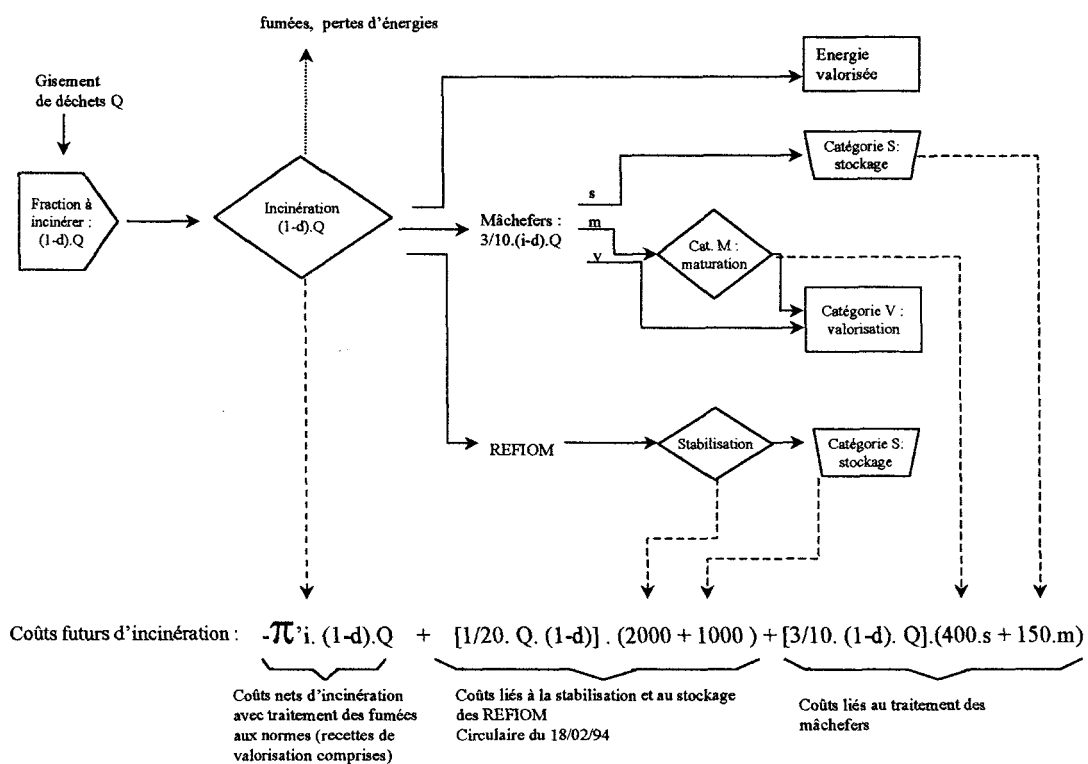 fumées, pertes d'énergies
Gisement
de déchets Q
Energie
valorisée
Catégorie S:
stockage
Fraction à
incinérer :
(1-d).Q
Incinération
(1-d).Q
Mâchefers :
3/10.(i-d).Q
s
m
v
Cat. M :
maturation
Catégorie V :
valorisation
REFIOM
Stabilisation
Catégorie S:
stockage
Coûts futurs d'incinération : -π'i. (1-d).Q + [1/20. Q. (1-d)] . (2000 + 1000 ) + [3/10. (1-d). Q].(400.s + 150.m)
Coûts nets d'incinération
avec traitement des fumées
aux normes (recettes de
valorisation comprises)
Coûts liés à la stabilisation et au stockage
des REFIOM
Circulaire du 18/02/94
Coûts liés au traitement des
mâchefers